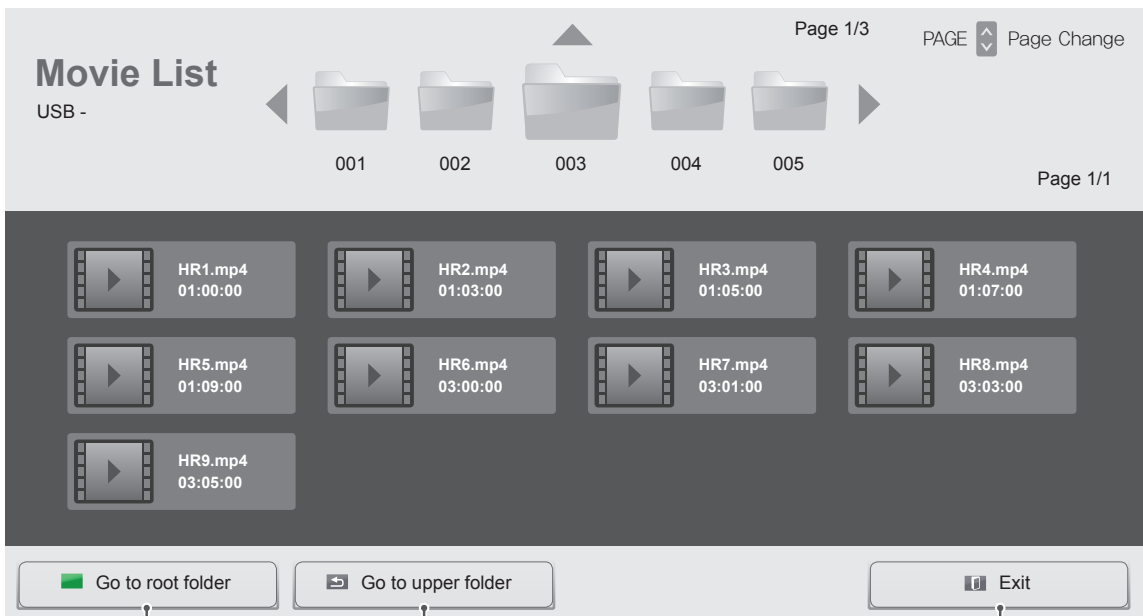 Page 1/3
PAGE Page Change
Movie List
USB -
001 002 003 004 005
Page 1/1
HR1.mp4
01:00:00
HR2.mp4
01:03:00
HR3.mp4
01:05:00
HR4.mp4
01:07:00
HR5.mp4
01:09:00
HR6.mp4
03:00:00
HR7.mp4
03:01:00
HR8.mp4
03:03:00
HR9.mp4
03:05:00
Go to root folder
Go to upper folder
Exit